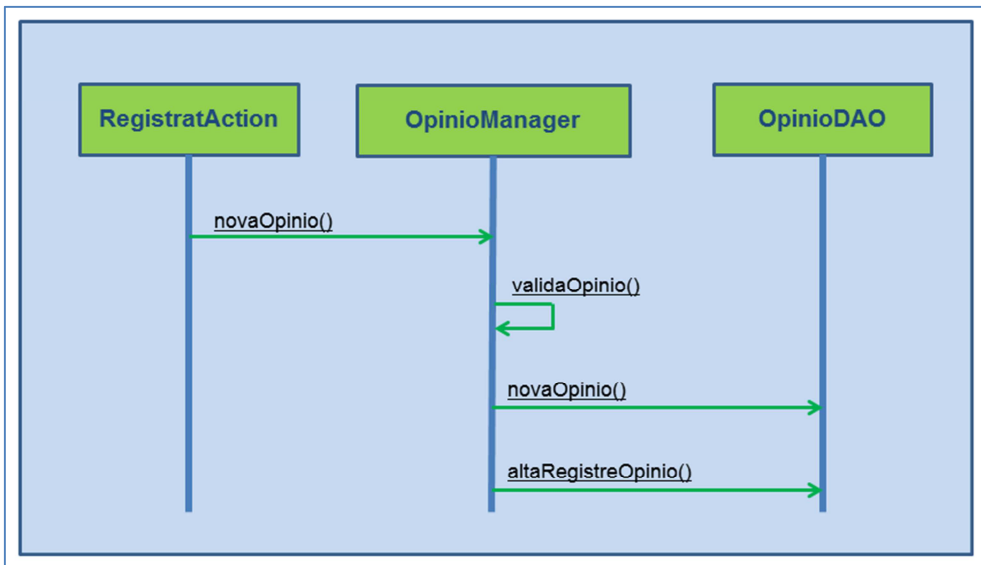 RegistratAction
OpinioManager
OpinioDAO
novaOpinio()
validaOpinio()
novaOpinio()
altaRegistreOpinio()